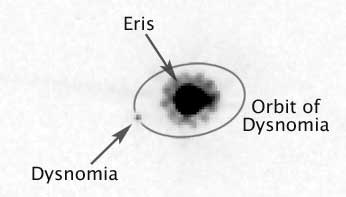 Eris
Orbit of
Dysnomia
Dysnomia